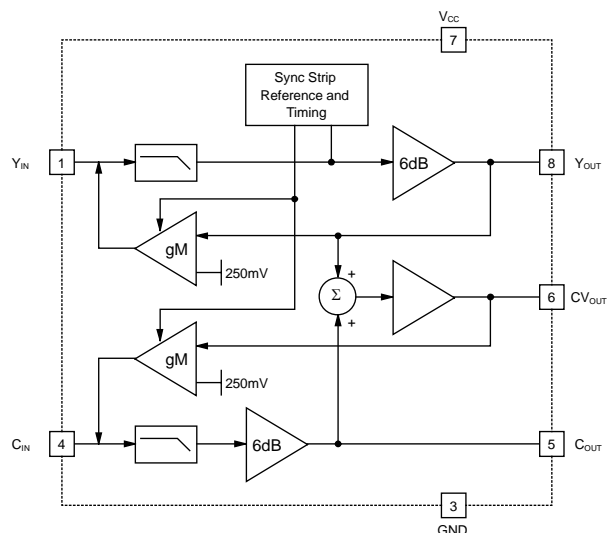 VCC
7
Sync Strip
Reference and
Timing
YIN
1
6dB
8
YOUT
gM
250mV
+
Σ
+
6
CVOUT
gM
250mV
CIN
4
6dB
5
COUT
3
GND